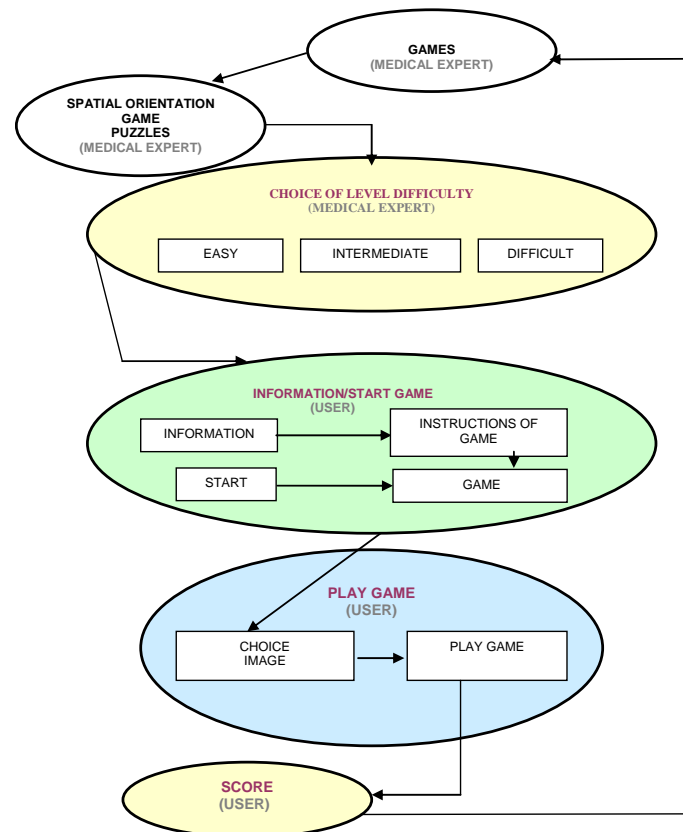 GAMES
(MEDICAL EXPERT)
SPATIAL ORIENTATION
GAME
PUZZLES
(MEDICAL EXPERT)
CHOICE OF LEVEL DIFFICULTY
(MEDICAL EXPERT)
EASY
INTERMEDIATE
DIFFICULT
INFORMATION/START GAME
(USER)
INFORMATION
INSTRUCTIONS OF
GAME
START
GAME
PLAY GAME
(USER)
CHOICE
IMAGE
PLAY GAME
SCORE
(USER)